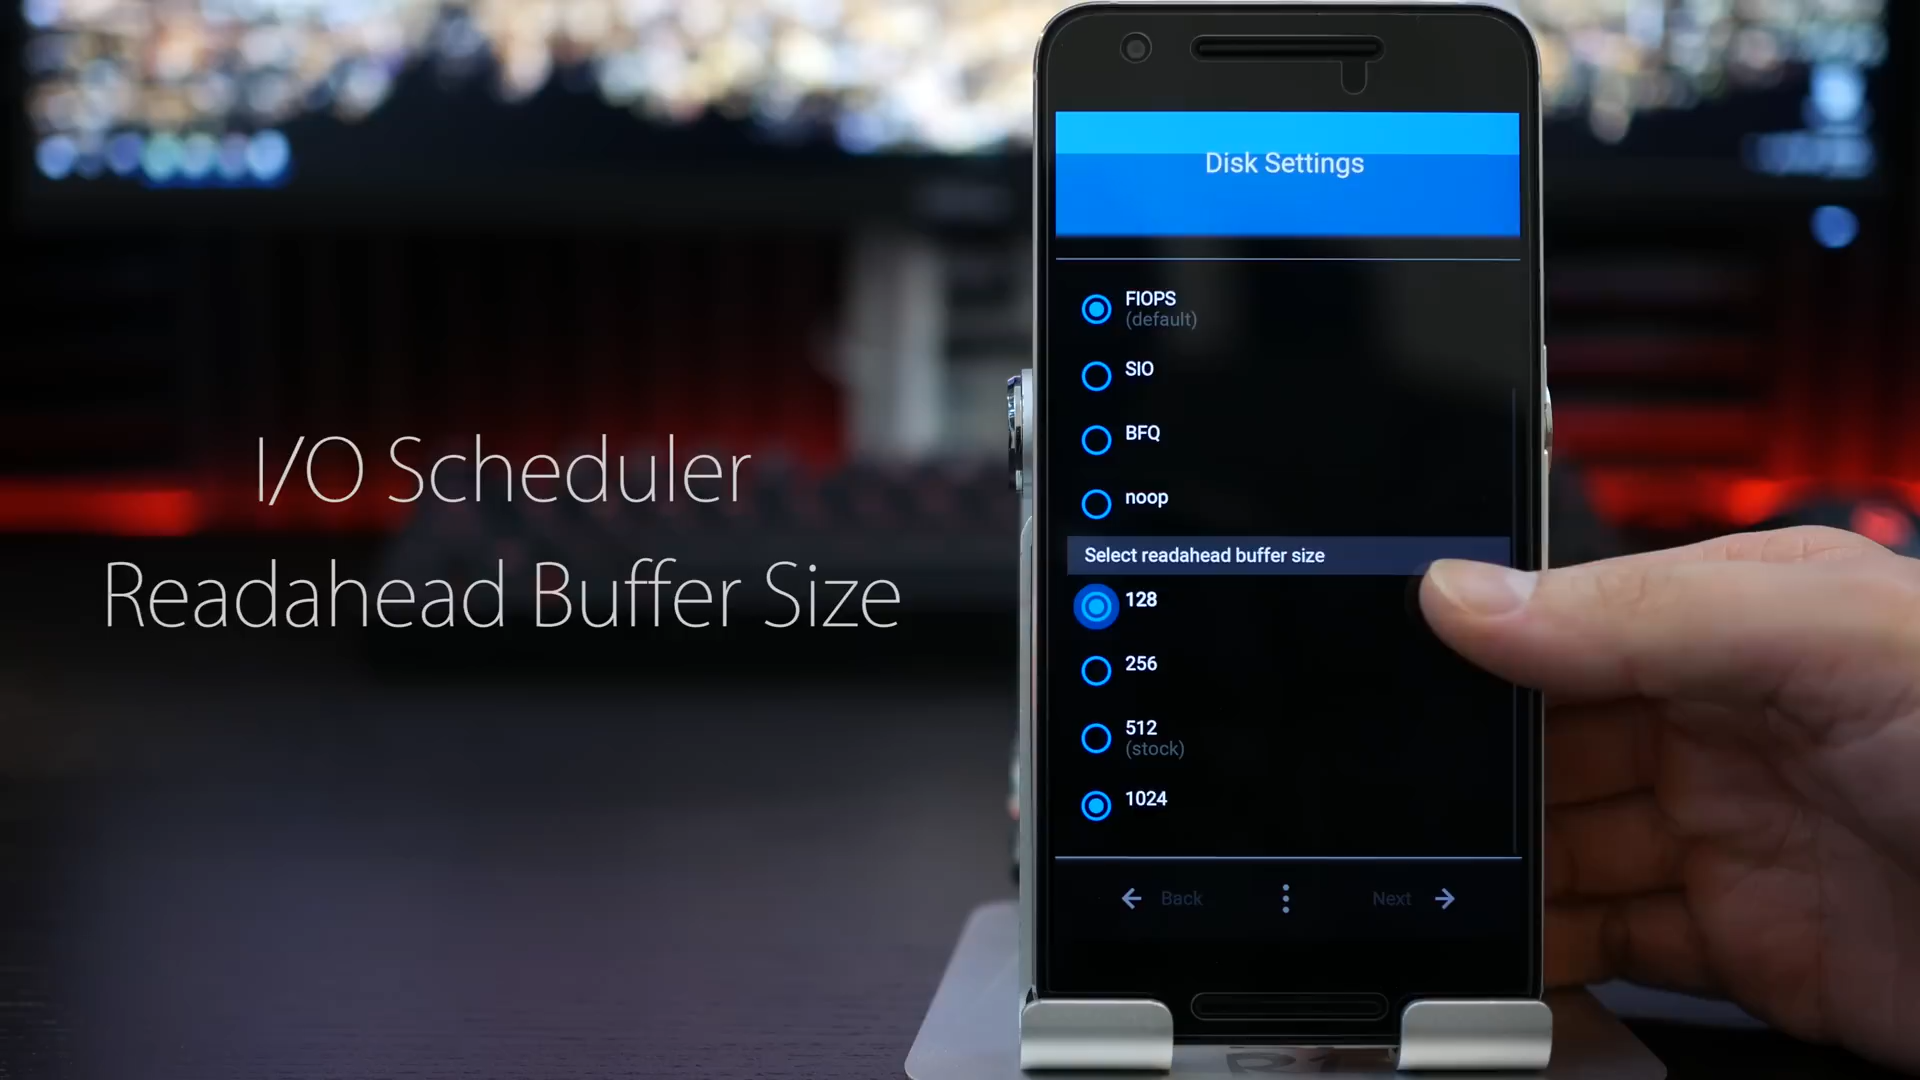 I/O Scheduler
Readahead Buffer Size
Disk Settings
FIOPS
(default)
SIO
BFQ
noop
Select readahead buffer size
128
256
512
(stock)
1024
Back
Next